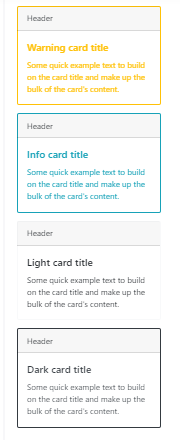 Header
Warning card title
Some quick example text to build
on the card title and make up the
bulk of the card's content.
Header
Info card title
Some quick example text to build
on the card title and make up the
bulk of the card's content.
Header
Light card title
Some quick example text to build
on the card title and make up the
bulk of the card's content.
Header
Dark card title
Some quick example text to build
on the card title and make up the
bulk of the card's content.